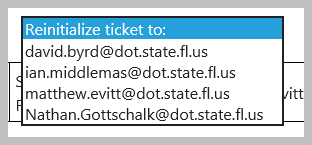 Reinitialize ticket to:
david.byrd@dot.state.fl.us
ian.middlemas@dot.state.fl.us
matthew.evitt@dot.state.fl.us
Nathan.Gottschalk@dot.state.fl.us